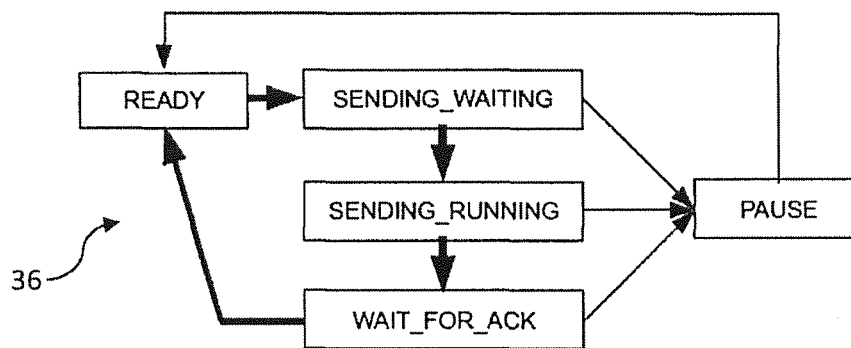 READY
SENDING_WAITING
SENDING_RUNNING
PAUSE
36
WAIT_FOR_ACK